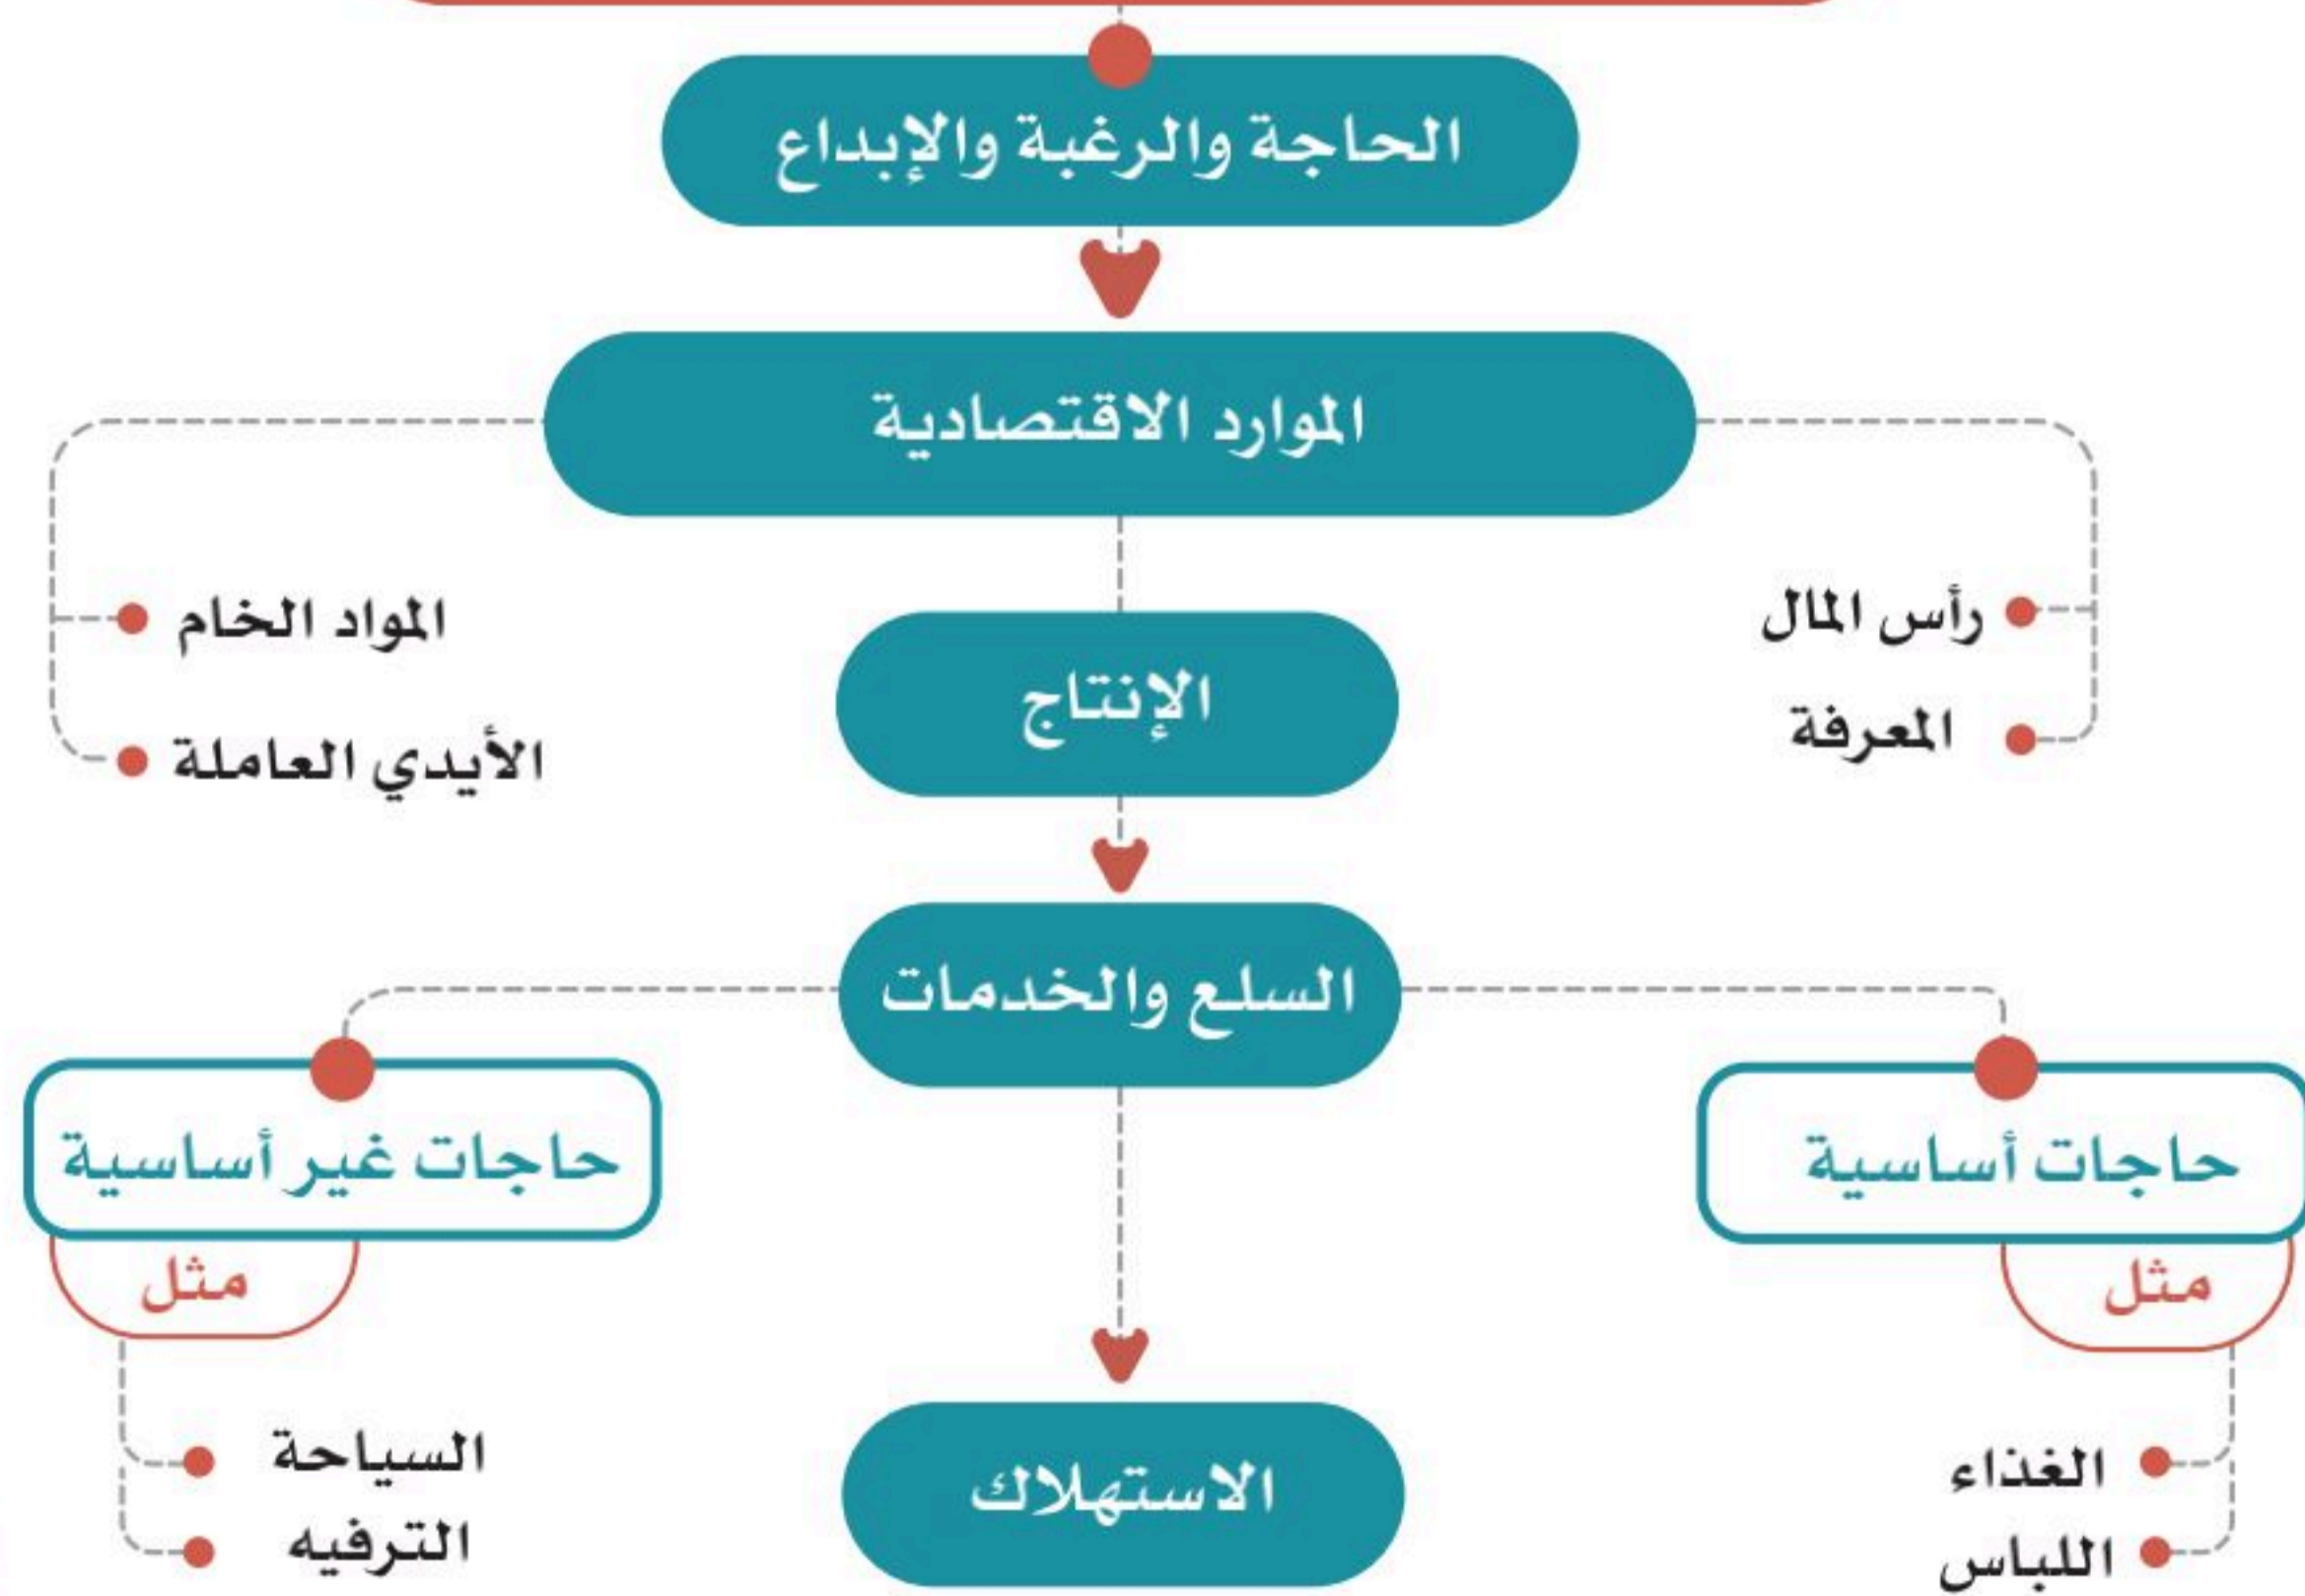 الحاجة والرغبة والإبداع
الموارد الاقتصادية
رأس المال
المعرفة
المواد الخام
الأيدي العاملة
الإنتاج
السلع والخدمات
حاجات أساسية
مثل
الغذاء
اللباس
حاجات غير أساسية
مثل
السياحة
الترفيه
الاستهلاك